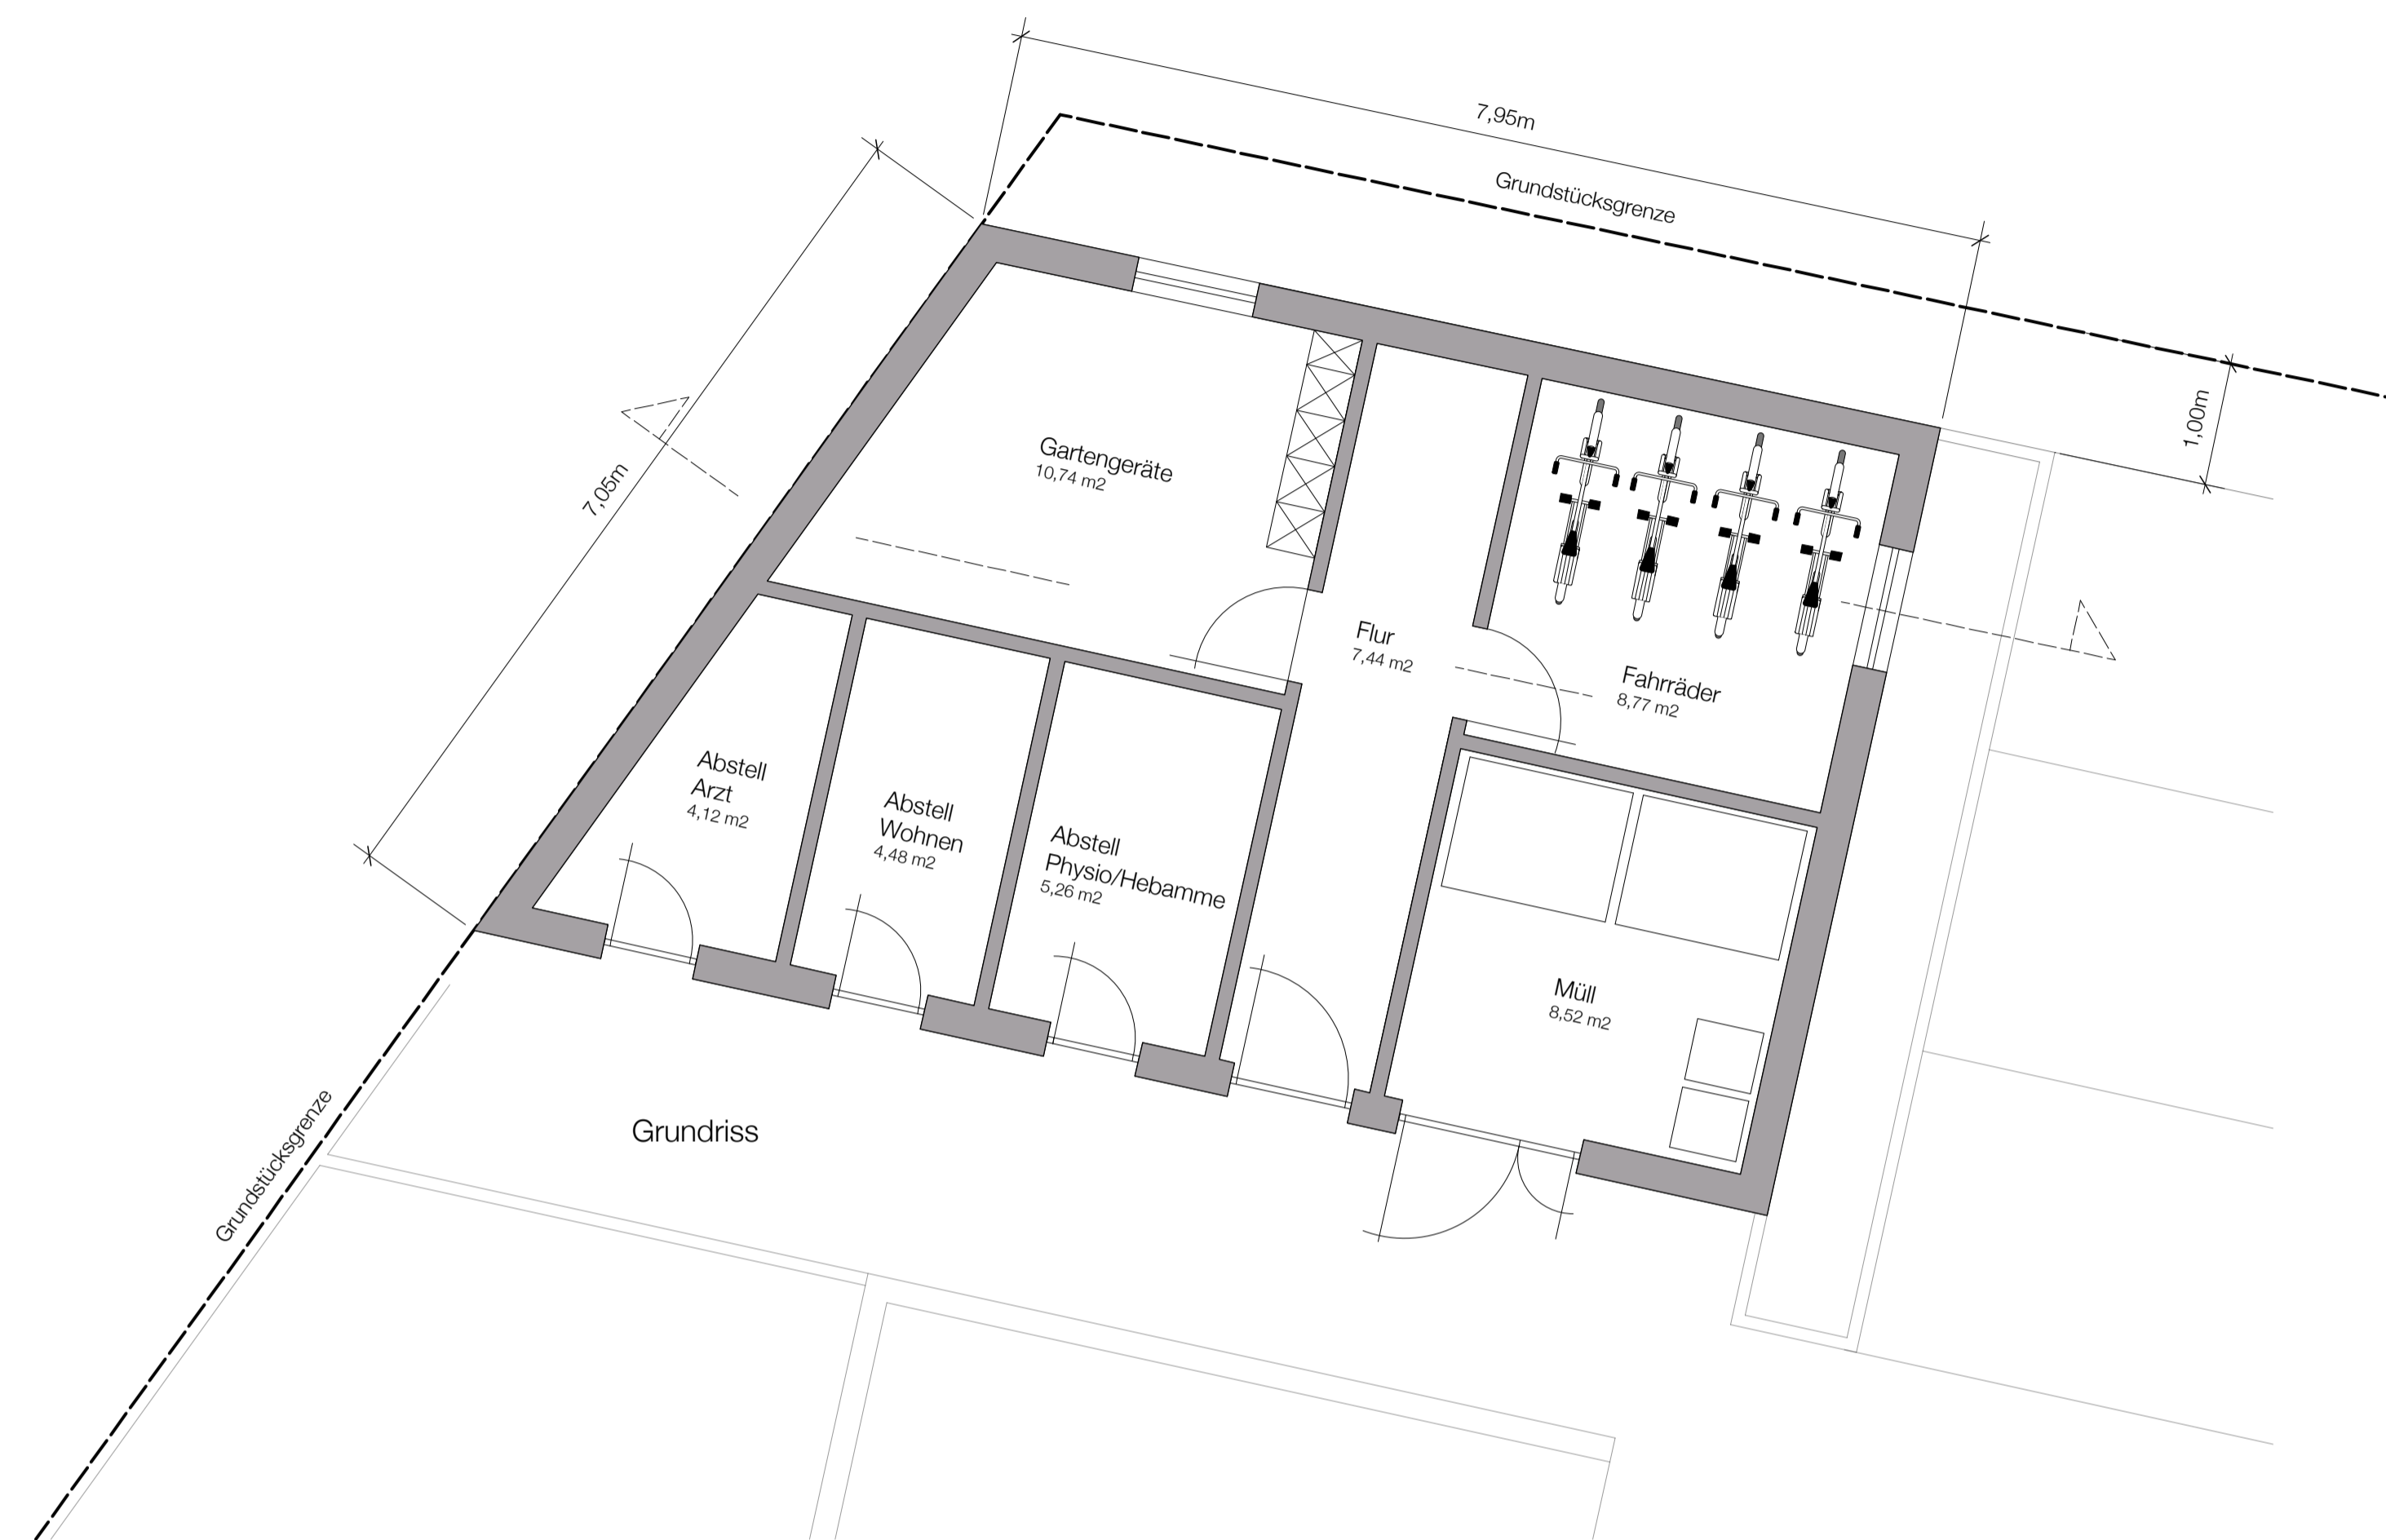 7,95m
Grundstücksgrenze
1,00m
7,05m
Gartengeräte
10,74 m2
Flur
7,44 m2
Fahrräder
8,77 m2
Abstell
Arzt
4,12 m2
Abstell
Wohnen
4,48 m2
Abstell
Physio/Hebamme
5,26 m2
Müll
8,52 m2
Grundriss
Grundstücksgrenze